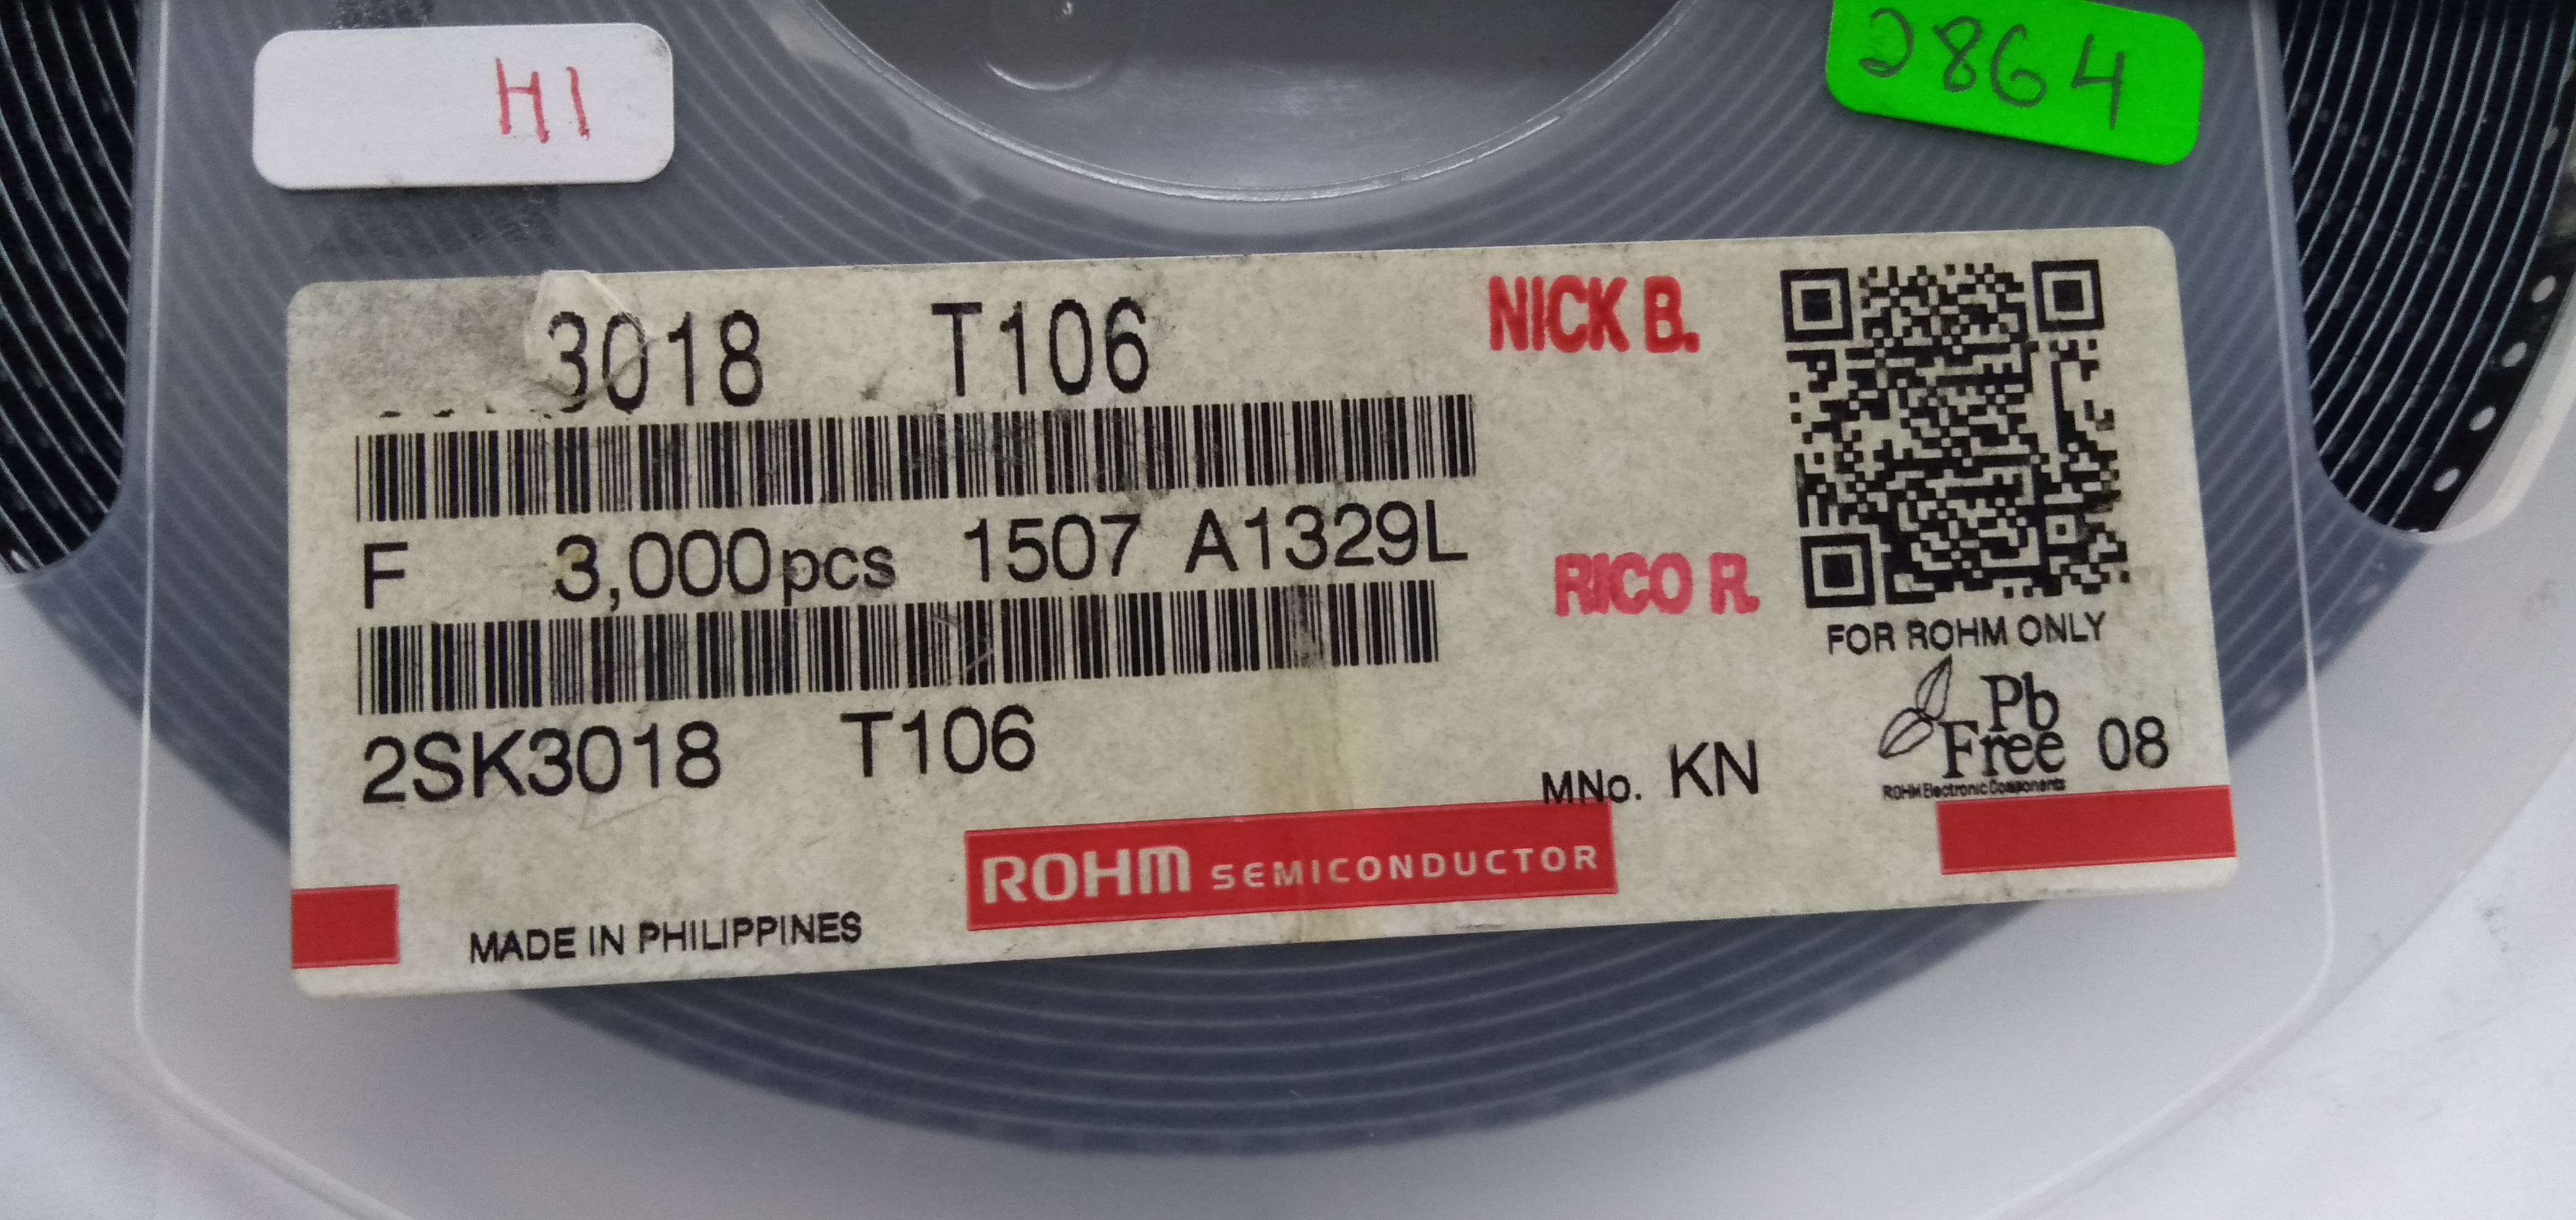 H1
2864
3018 T106
NICK B.
F 3,000pcs 1507 A1329L
RICO R.
FOR ROHM ONLY
2SK3018 T106
MNo. KN
Pb
Free 08
ROHM Electronic Components
ROHM SEMICONDUCTOR
MADE IN PHILIPPINES